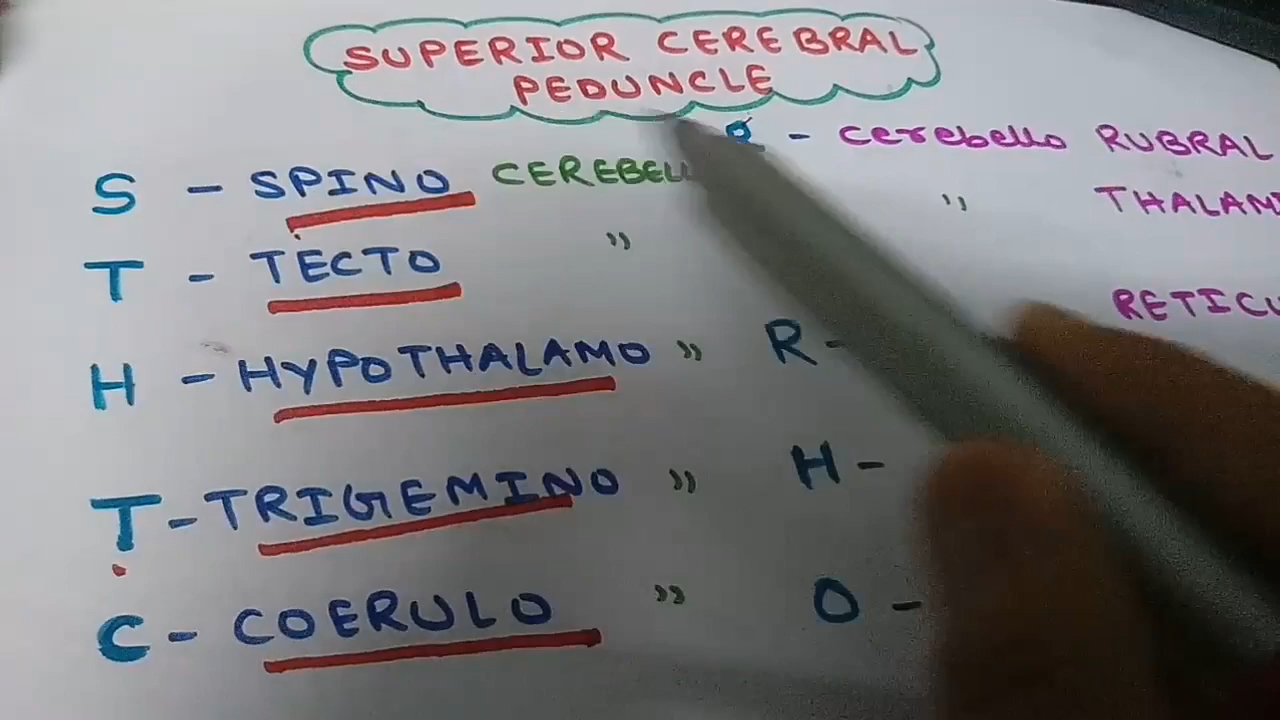 SUPERIOR CEREBRAL
PEDUNCLE
S - SPINO CEREBELL
T - TECTO "
H - HYPOTHALAMO "
T - TRIGEMINO "
C - COERULO "
- cerebello RUBRAL
" THALAM
RETICU
R -
H -
O -